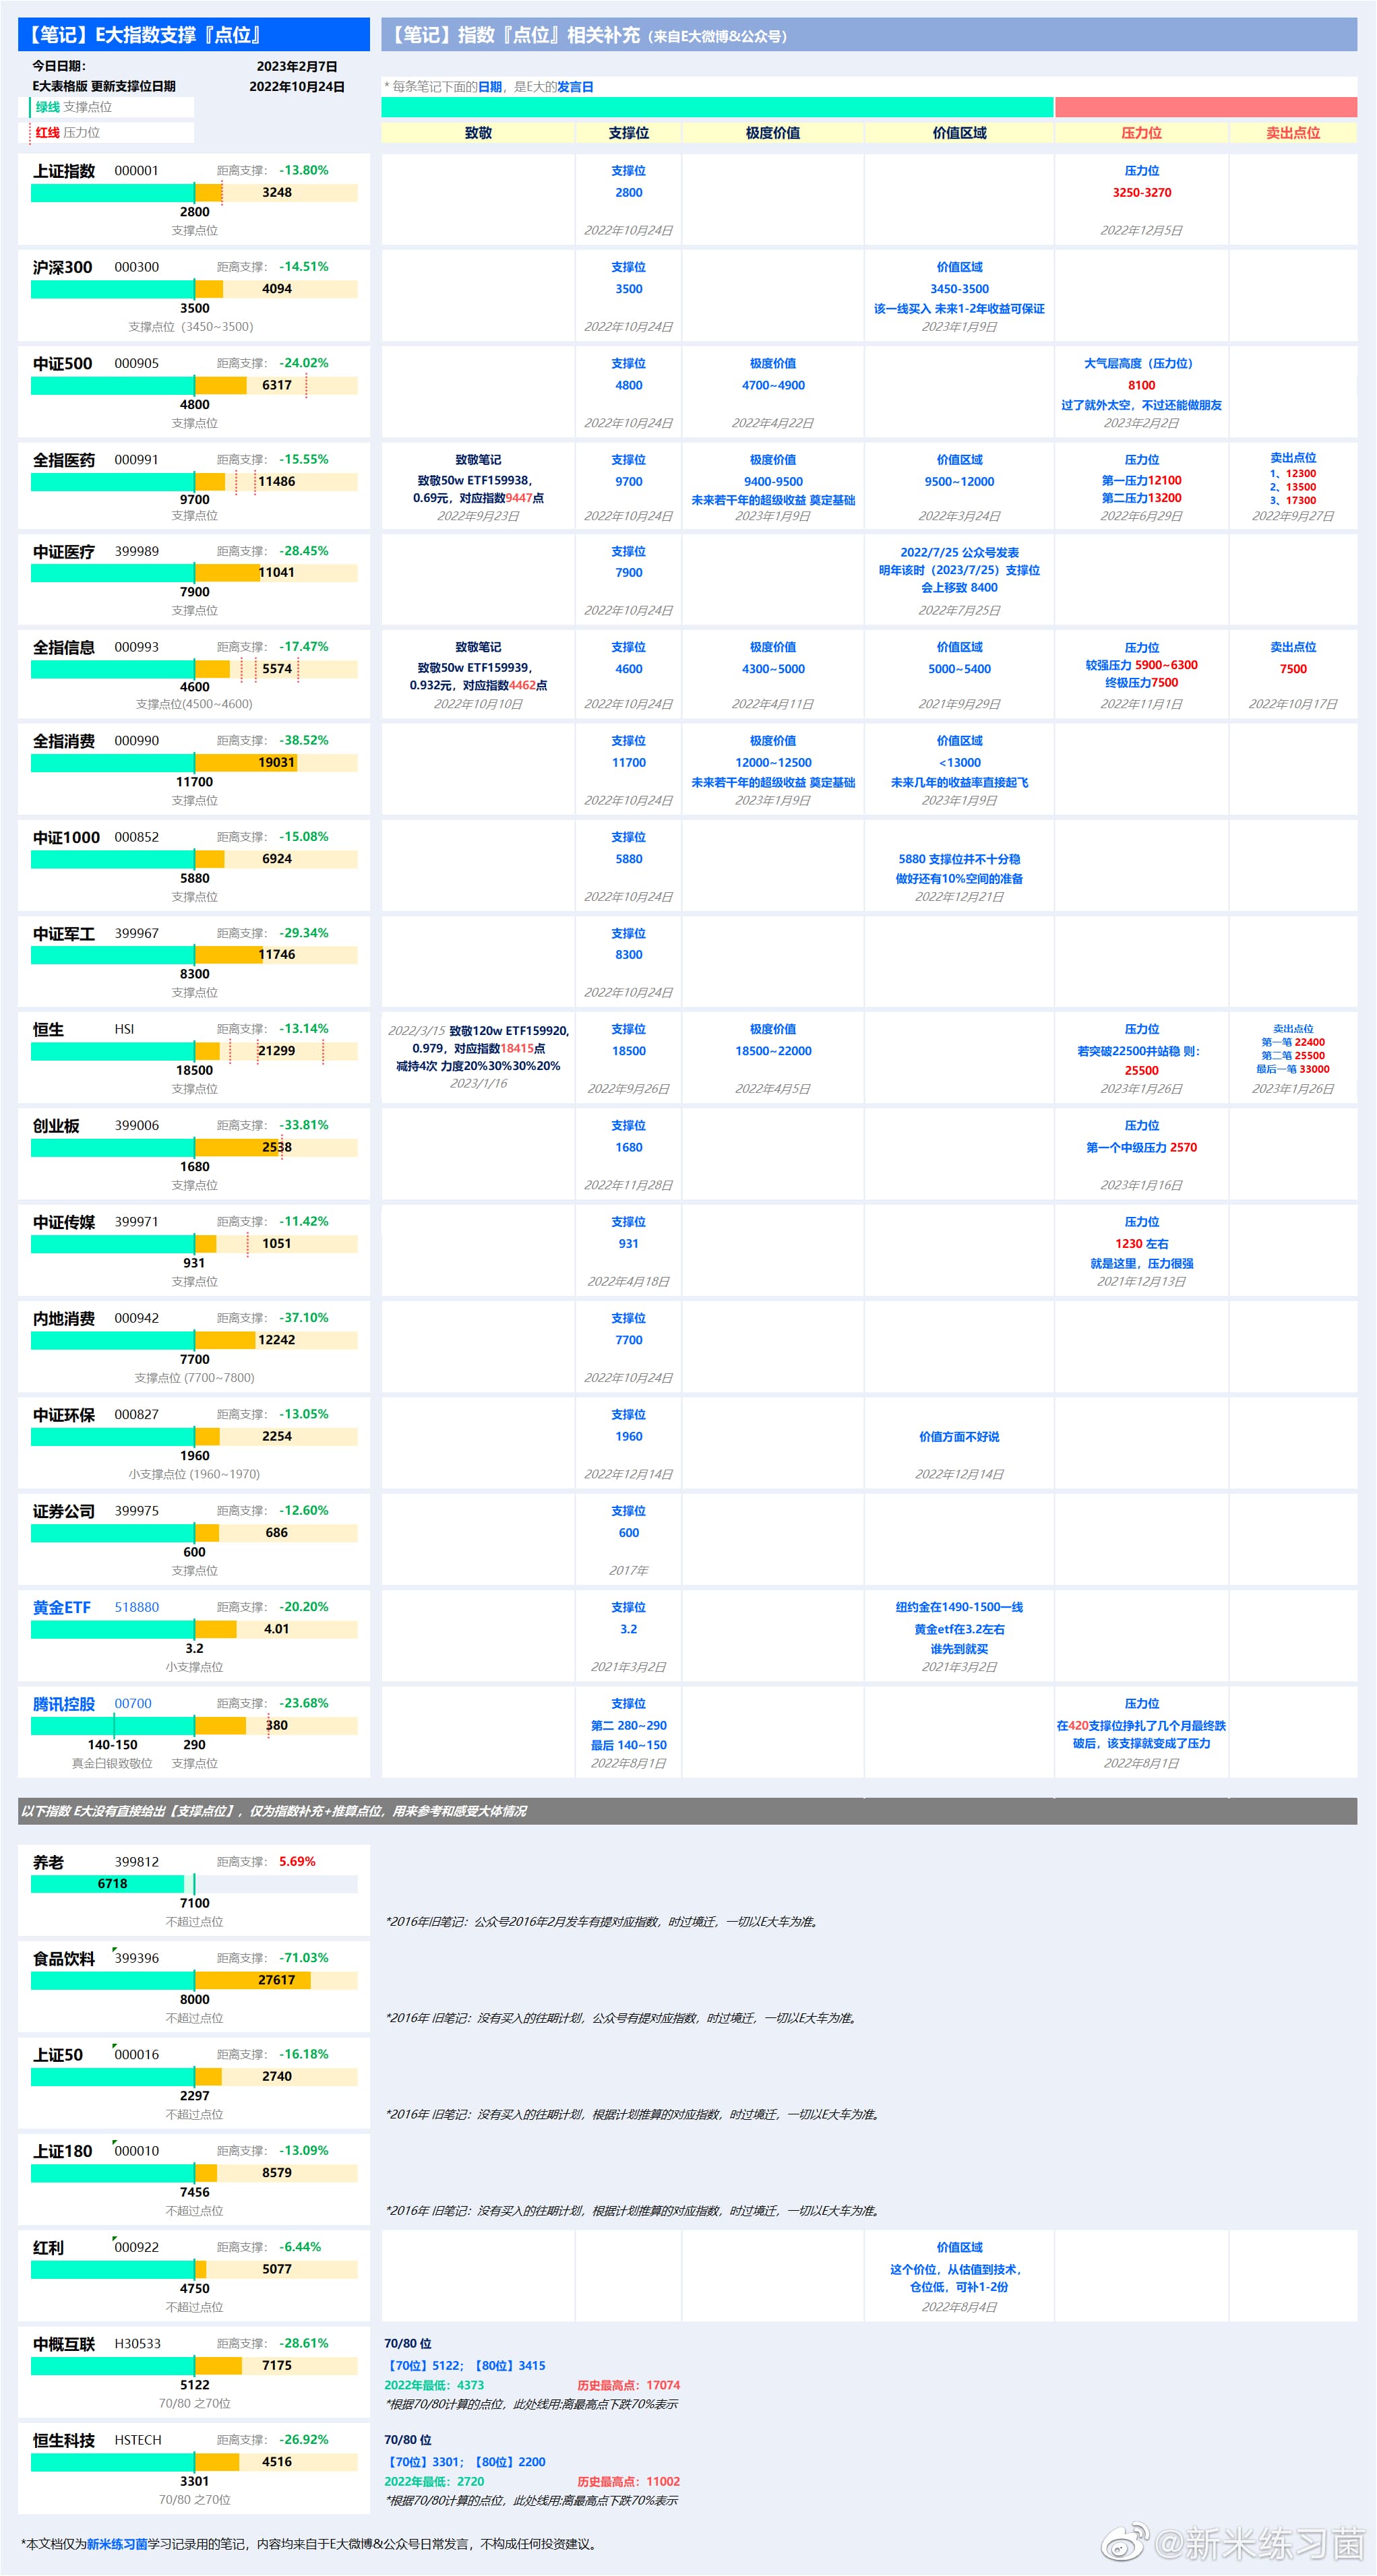 【笔记】E大指数支撑『点位』
【笔记】指数『点位』相关补充（来自E大微博&公众号）
今日日期： 2023年2月7日
E大表格版 更新支撑位日期 2022年10月24日
* 每条笔记下面的日期，是E大的发言日
绿线 支撑点位
红线 压力位
致敬 支撑位 极度价值 价值区域 压力位 卖出点位
上证指数 000001 距离支撑： -13.80%
3248
2800
支撑点位
支撑位
2800
2022年10月24日
压力位
3250-3270
2022年12月5日
沪深300 000300 距离支撑： -14.51%
4094
3500
支撑点位（3450~3500）
支撑位
3500
2022年10月24日
价值区域
3450-3500
该一线买入 未来1-2年收益可保证
2023年1月9日
中证500 000905 距离支撑： -24.02%
6317
4800
支撑点位
支撑位
4800
2022年10月24日
极度价值
4700~4900
2022年4月22日
大气层高度（压力位）
8100
过了就外太空，不过还能做朋友
2023年2月2日
全指医药 000991 距离支撑： -15.55%
11486
9700
支撑点位
致敬笔记
致敬50w ETF159938，
0.69元，对应指数9447点
2022年9月23日
支撑位
9700
2022年10月24日
极度价值
9400-9500
未来若干年的超级收益 奠定基础
2023年1月9日
价值区域
9500~12000
2022年3月24日
压力位
第一压力12100
第二压力13200
2022年6月29日
卖出点位
1、12300
2、13500
3、17300
2022年9月27日
中证医疗 399989 距离支撑： -28.45%
11041
7900
支撑点位
支撑位
7900
2022年10月24日
2022/7/25 公众号发表
明年该时（2023/7/25）支撑位
会上移致 8400
2022年7月25日
全指信息 000993 距离支撑： -17.47%
5574
4600
支撑点位(4500~4600)
致敬笔记
致敬50w ETF159939，
0.932元，对应指数4462点
2022年10月10日
支撑位
4600
2022年10月24日
极度价值
4300~5000
2022年4月11日
价值区域
5000~5400
2021年9月29日
压力位
较强压力 5900~6300
终极压力7500
2022年11月1日
卖出点位
7500
2022年10月17日
全指消费 000990 距离支撑： -38.52%
19031
11700
支撑点位
支撑位
11700
2022年10月24日
极度价值
12000~12500
未来若干年的超级收益 奠定基础
2023年1月9日
价值区域
<13000
未来几年的收益率直接起飞
2023年1月9日
中证1000 000852 距离支撑： -15.08%
6924
5880
支撑点位
支撑位
5880
2022年10月24日
5880 支撑位并不十分稳
做好还有10%空间的准备
2022年12月21日
中证军工 399967 距离支撑： -29.34%
11746
8300
支撑点位
支撑位
8300
2022年10月24日
恒生 HSI 距离支撑： -13.14%
21299
18500
支撑点位
2022/3/15 致敬120w ETF159920,
0.979，对应指数18415点
减持4次 力度20%30%30%20%
2023/1/16
支撑位
18500
2022年9月26日
极度价值
18500~22000
2022年4月5日
压力位
若突破22500并站稳 则：
25500
2023年1月26日
卖出点位
第一笔 22400
第二笔 25500
最后一笔 33000
2023年1月26日
创业板 399006 距离支撑： -33.81%
2538
1680
支撑点位
支撑位
1680
2022年11月28日
压力位
第一个中级压力 2570
2023年1月16日
中证传媒 399971 距离支撑： -11.42%
1051
931
支撑点位
支撑位
931
2022年4月18日
压力位
1230 左右
就是这里，压力很强
2021年12月13日
内地消费 000942 距离支撑： -37.10%
12242
7700
支撑点位 (7700~7800)
支撑位
7700
2022年10月24日
中证环保 000827 距离支撑： -13.05%
2254
1960
小支撑点位 (1960~1970)
支撑位
1960
2022年12月14日
价值方面不好说
2022年12月14日
证券公司 399975 距离支撑： -12.60%
686
600
支撑点位
支撑位
600
2017年
黄金ETF 518880 距离支撑： -20.20%
4.01
3.2
小支撑点位
支撑位
3.2
2021年3月2日
纽约金在1490-1500一线
黄金etf在3.2左右
谁先到就买
2021年3月2日
腾讯控股 00700 距离支撑： -23.68%
380
140-150 290
真金白银致敬位 支撑点位
支撑位
第二 280~290
最后 140~150
2022年8月1日
压力位
在420支撑位挣扎了几个月最终跌
破后，该支撑就变成了压力
2022年8月1日
以下指数 E大没有直接给出【支撑点位】，仅为指数补充+推算点位，用来参考和感受大体情况
养老 399812 距离支撑： 5.69%
6718
7100
不超过点位
*2016年旧笔记：公众号2016年2月发车有提对应指数，时过境迁，一切以E大车为准。
食品饮料 399396 距离支撑： -71.03%
27617
8000
不超过点位
*2016年 旧笔记：没有买入的往期计划，公众号有提对应指数，时过境迁，一切以E大车为准。
上证50 000016 距离支撑： -16.18%
2740
2297
不超过点位
*2016年 旧笔记：没有买入的往期计划，根据计划推算的对应指数，时过境迁，一切以E大车为准。
上证180 000010 距离支撑： -13.09%
8579
7456
不超过点位
*2016年 旧笔记：没有买入的往期计划，根据计划推算的对应指数，时过境迁，一切以E大车为准。
红利 000922 距离支撑： -6.44%
5077
4750
不超过点位
价值区域
这个价位，从估值到技术，
仓位低，可补1-2份
2022年8月4日
中概互联 H30533 距离支撑： -28.61%
7175
5122
70/80 之70位
70/80 位
【70位】5122；【80位】3415
2022年最低：4373 历史最高点：17074
*根据70/80计算的点位，此处线用:离最高点下跌70%表示
恒生科技 HSTECH 距离支撑： -26.92%
4516
3301
70/80 之70位
70/80 位
【70位】3301；【80位】2200
2022年最低：2720 历史最高点：11002
*根据70/80计算的点位，此处线用:离最高点下跌70%表示
*本文档仅为新米练习菌学习记录用的笔记，内容均来自于E大微博&公众号日常发言，不构成任何投资建议。
@新米练习菌